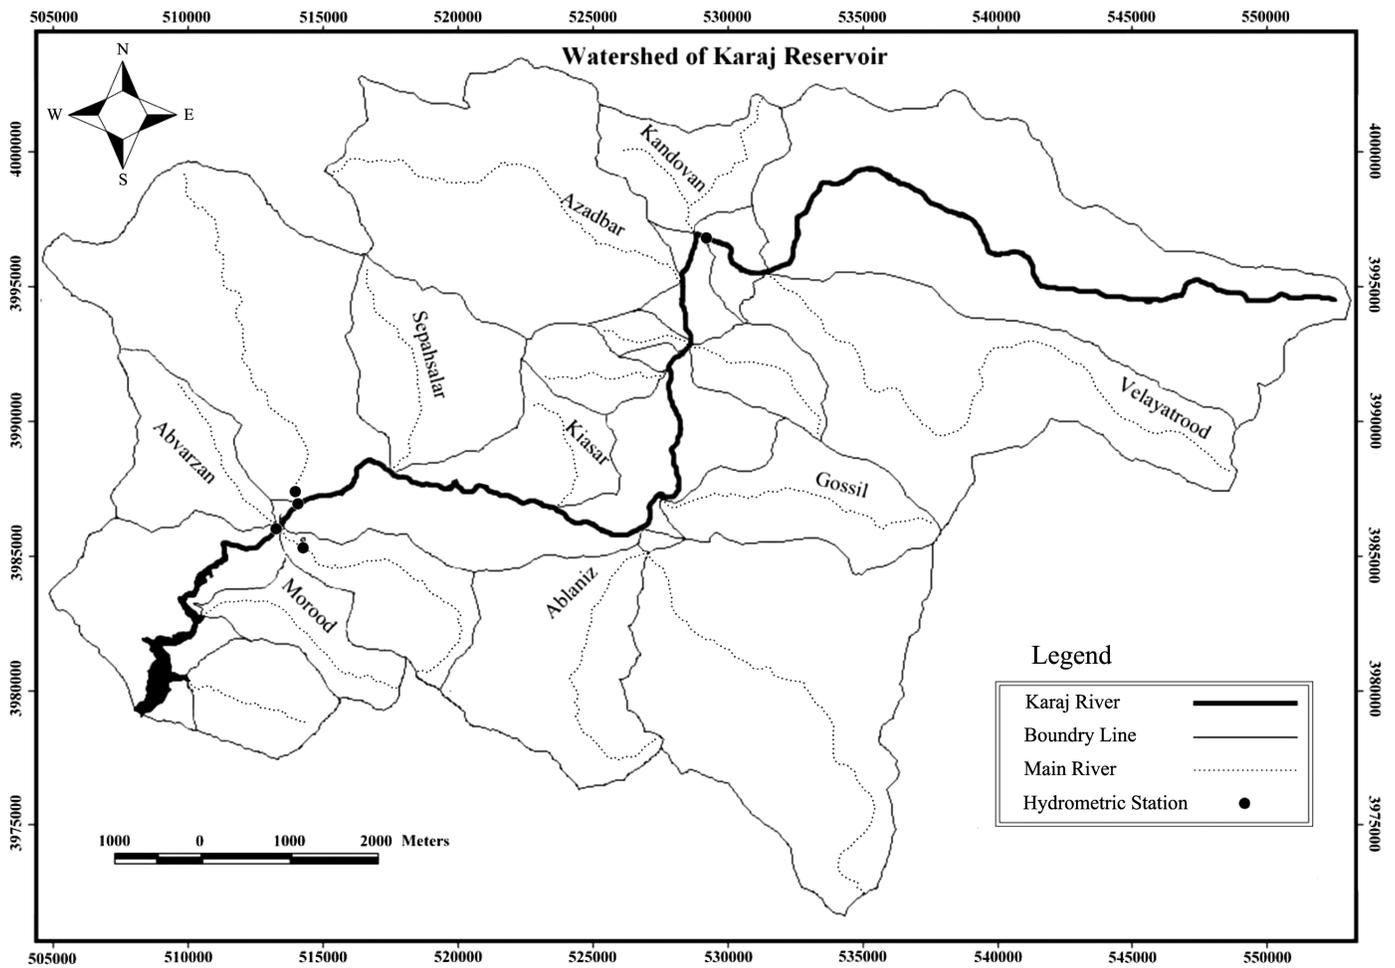 505000 510000 515000 520000 525000 530000 535000 540000 545000 550000
Watershed of Karaj Reservoir
N
W E
S
4000000 4000000
Kandovan
Azadbar
3995000 3995000
Sepahsalar
Velayatrood
3990000 3990000
Abvarzan
Kiasar
Gossil
3985000 3985000
Ablaniz
Morood
3980000 3980000
Legend
Karaj River
Boundry Line
Main River
Hydrometric Station
3975000 3975000
1000 0 1000 2000 Meters
505000 510000 515000 520000 525000 530000 535000 540000 545000 550000